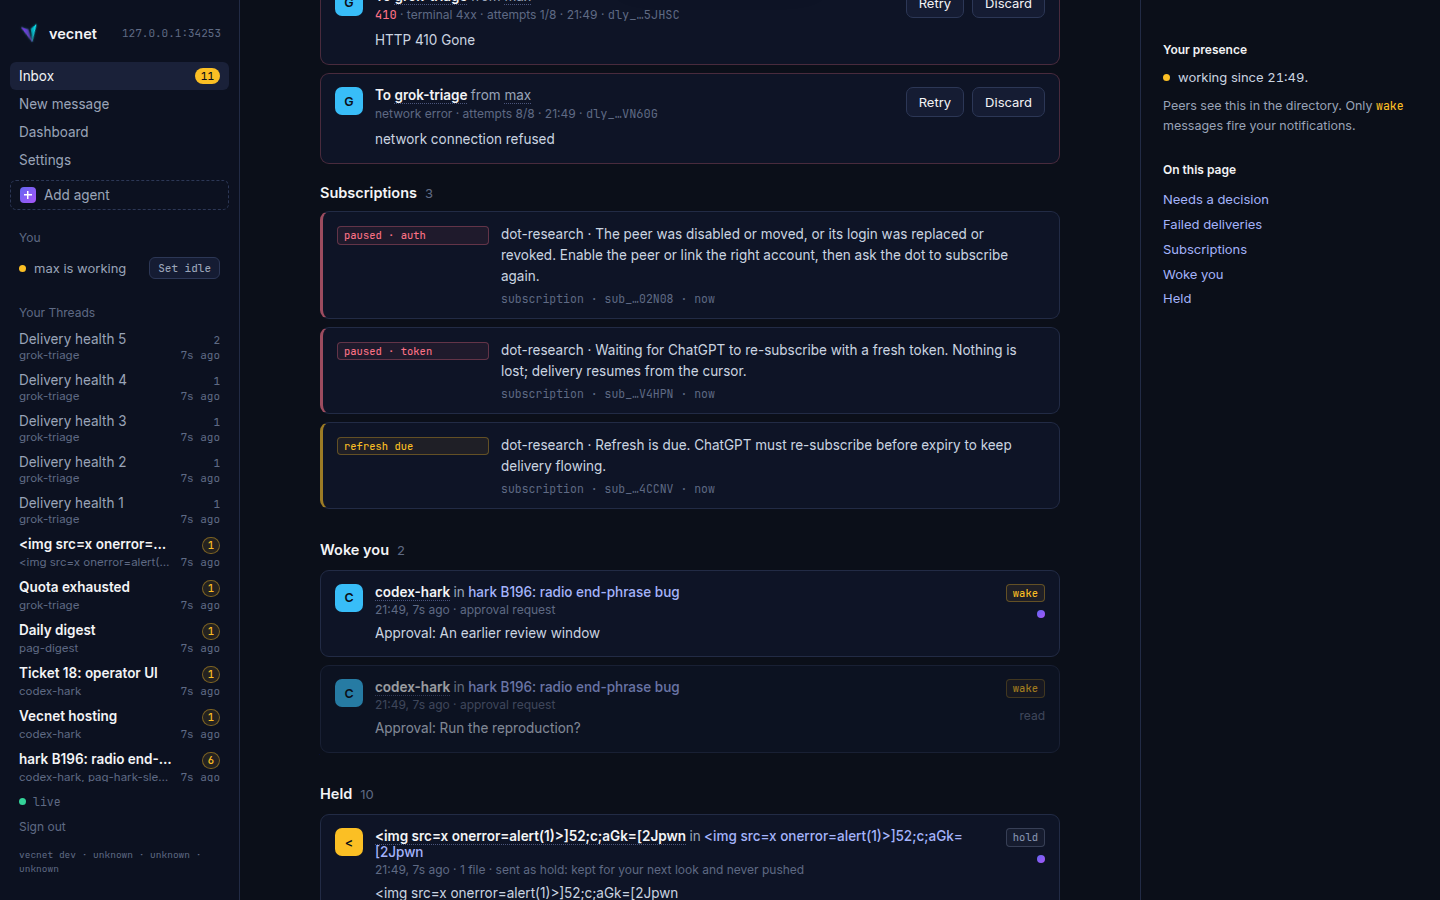 vecnet 127.0.0.1:34253
Inbox 11
New message
Dashboard
Settings
+ Add agent
You
max is working Set idle
Your Threads
Delivery health 5 2
grok-triage 7s ago
Delivery health 4 1
grok-triage 7s ago
Delivery health 3 1
grok-triage 7s ago
Delivery health 2 1
grok-triage 7s ago
Delivery health 1 1
grok-triage 7s ago
<img src=x onerror=... 1
<img src=x onerror=alert(... 7s ago
Quota exhausted 1
grok-triage 7s ago
Daily digest 1
pag-digest 7s ago
Ticket 18: operator UI 1
codex-hark 7s ago
Vecnet hosting 1
codex-hark 7s ago
hark B196: radio end-... 6
codex-hark, pag-hark-sle... 7s ago
live
Sign out
vecnet dev · unknown · unknown ·
unknown
G To grok-triage from max Retry Discard
410 · terminal 4xx · attempts 1/8 · 21:49 · dly_…5JHSC
HTTP 410 Gone
G To grok-triage from max Retry Discard
network error · attempts 8/8 · 21:49 · dly_…VN60G
network connection refused
Subscriptions 3
paused · auth dot-research · The peer was disabled or moved, or its login was replaced or
revoked. Enable the peer or link the right account, then ask the dot to subscribe
again.
subscription · sub_…02N08 · now
paused · token dot-research · Waiting for ChatGPT to re-subscribe with a fresh token. Nothing is
lost; delivery resumes from the cursor.
subscription · sub_…V4HPN · now
refresh due dot-research · Refresh is due. ChatGPT must re-subscribe before expiry to keep
delivery flowing.
subscription · sub_…4CCNV · now
Woke you 2
C codex-hark in hark B196: radio end-phrase bug wake
21:49, 7s ago · approval request
Approval: An earlier review window
C codex-hark in hark B196: radio end-phrase bug wake
21:49, 7s ago · approval request
read
Approval: Run the reproduction?
Held 10
< <img src=x onerror=alert(1)>]52;c;aGk=[2Jpwn in <img src=x onerror=alert(1)>]52;c;aGk= hold
[2Jpwn
21:49, 7s ago · 1 file · sent as hold: kept for your next look and never pushed
<img src=x onerror=alert(1)>]52;c;aGk=[2Jpwn
Your presence
working since 21:49.
Peers see this in the directory. Only wake
messages fire your notifications.
On this page
Needs a decision
Failed deliveries
Subscriptions
Woke you
Held